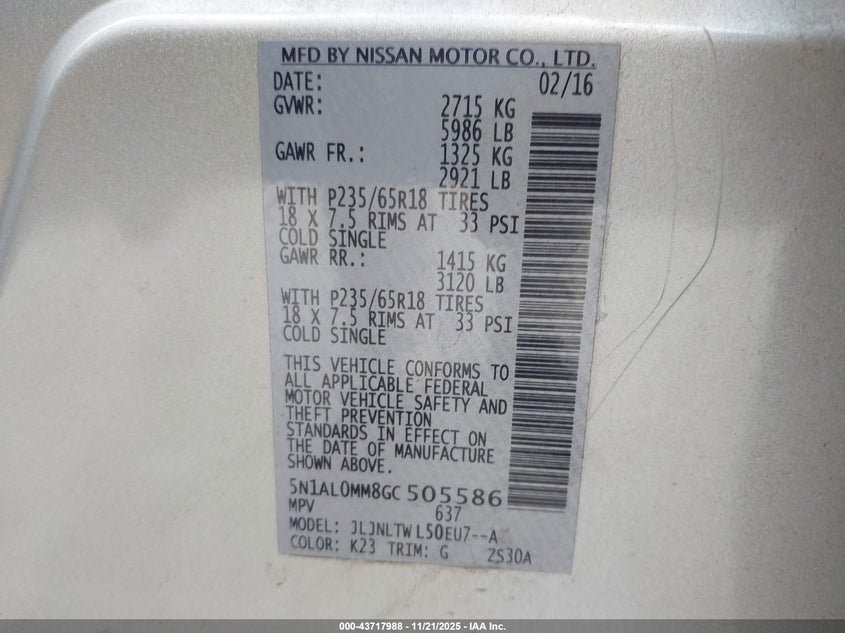 MFD BY NISSAN MOTOR CO., LTD.
DATE: 02/16
GVWR: 2715 KG
5986 LB
GAWR FR.: 1325 KG
2921 LB
WITH P235/65R18 TIRES
18 X 7.5 RIMS AT 33 PSI
COLD SINGLE
GAWR RR.: 1415 KG
3120 LB
WITH P235/65R18 TIRES
18 X 7.5 RIMS AT 33 PSI
COLD SINGLE
THIS VEHICLE CONFORMS TO
ALL APPLICABLE FEDERAL
MOTOR VEHICLE SAFETY AND
THEFT PREVENTION
STANDARDS IN EFFECT ON
THE DATE OF MANUFACTURE
SHOWN ABOVE.
5N1AL0MM8GC 505586
MPV 637
MODEL: JLJNLTW L50EU7--A
COLOR: K23 TRIM: G ZS30A
000-43717988 - 11/21/2025 - IAA Inc.